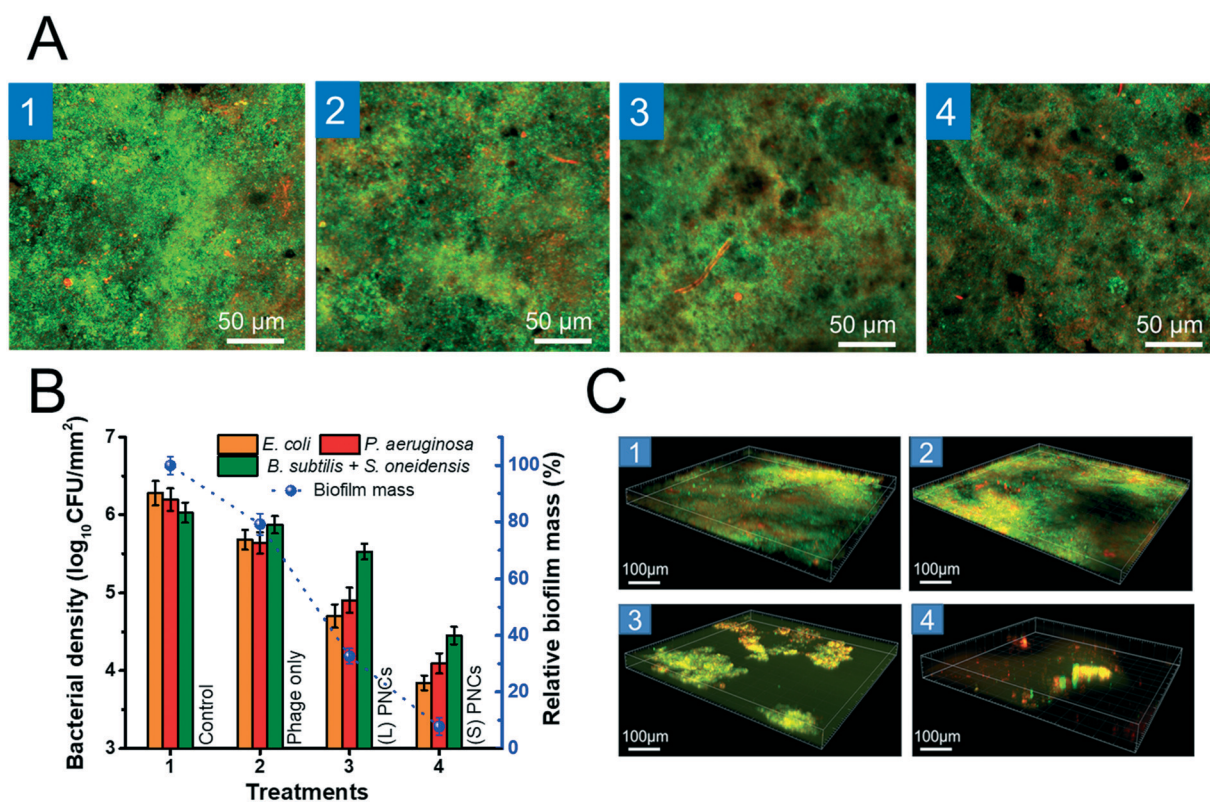 A
1
2
3
4
50 µm
50 µm
50 µm
50 µm
B
C
7
6
5
4
3
Bacterial density (log₁₀CFU/mm²)
E. coli
P. aeruginosa
B. subtilis + S. oneidensis
Biofilm mass
100
80
60
40
20
0
Relative biofilm mass (%)
Control
Phage only
(L) PNCs
(S) PNCs
1
2
3
4
Treatments
1
2
100µm
100µm
3
4
100µm
100µm